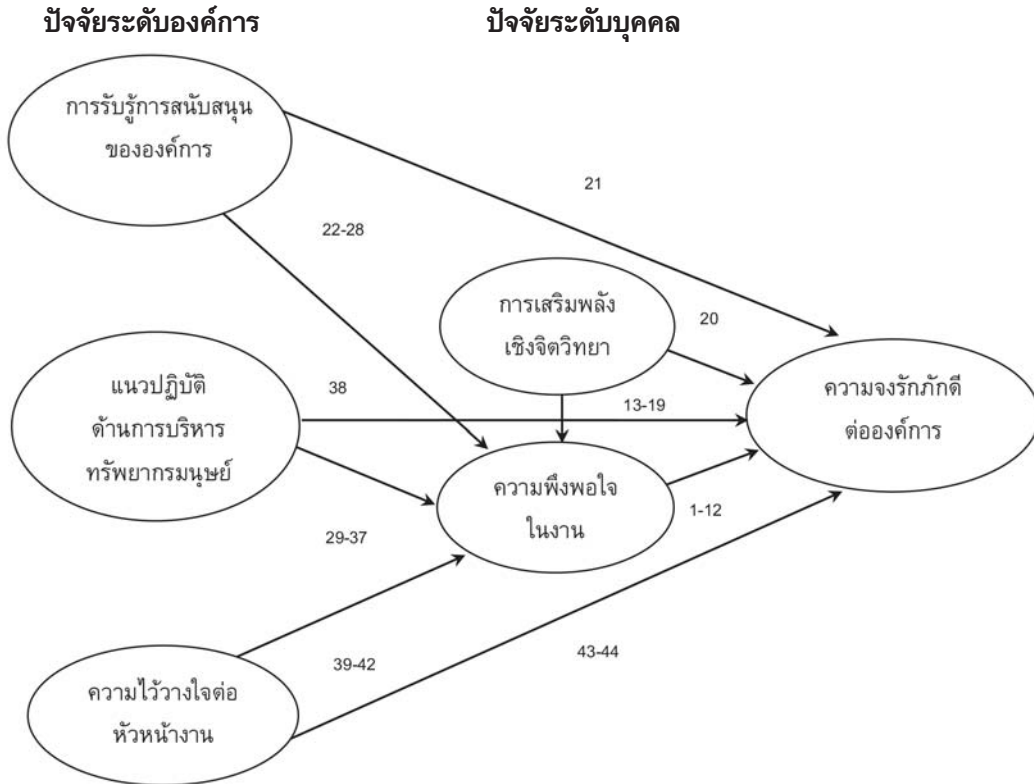 ปัจจัยระดับองค์การ
ปัจจัยระดับบุคคล
การรับรู้การสนับสนุน
ขององค์การ
21
22-28
การเสริมพลัง
เชิงจิตวิทยา
20
แนวปฏิบัติ
ด้านการบริหาร
ทรัพยากรมนุษย์
38
13-19
ความจงรักภักดี
ต่อองค์การ
ความพึงพอใจ
ในงาน
1-12
29-37
39-42
43-44
ความไว้วางใจต่อ
หัวหน้างาน